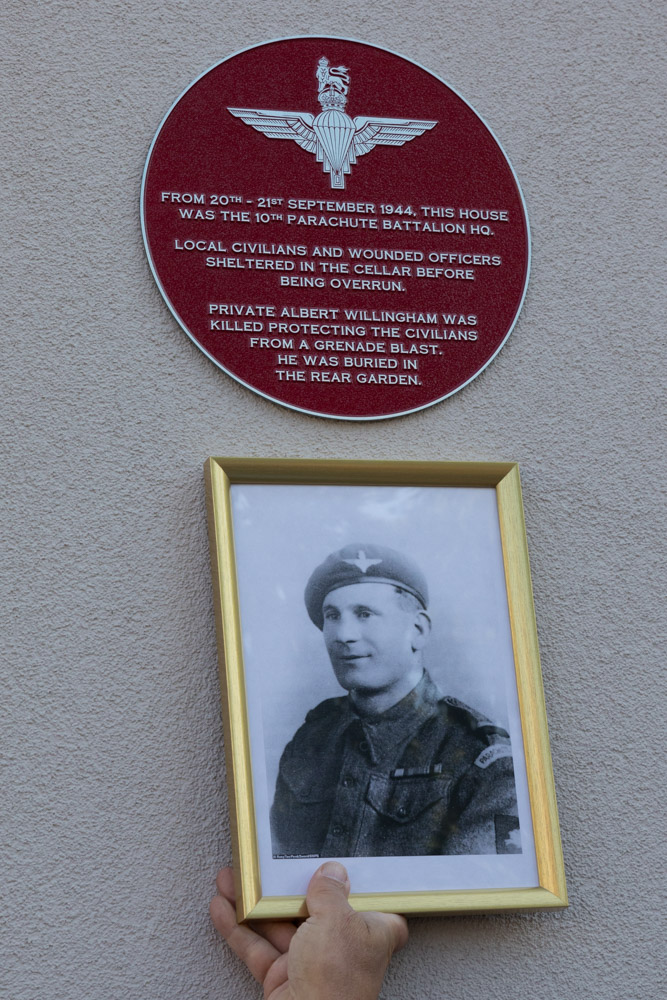 FROM 20TH - 21ST SEPTEMBER 1944, THIS HOUSE
WAS THE 10TH PARACHUTE BATTALION HQ.
LOCAL CIVILIANS AND WOUNDED OFFICERS
SHELTERED IN THE CELLAR BEFORE
BEING OVERRUN.
PRIVATE ALBERT WILLINGHAM WAS
KILLED PROTECTING THE CIVILIANS
FROM A GRENADE BLAST.
HE WAS BURIED IN
THE REAR GARDEN.